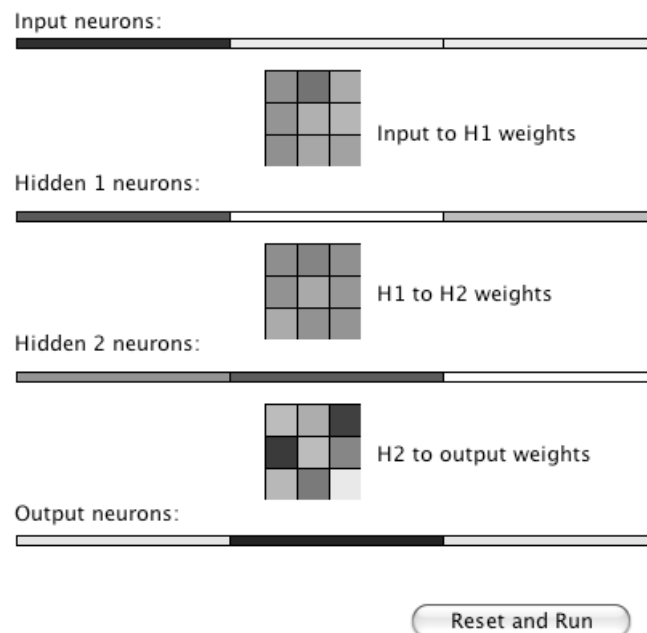 Input neurons:
Input to H1 weights
Hidden 1 neurons:
H1 to H2 weights
Hidden 2 neurons:
H2 to output weights
Output neurons:
Reset and Run